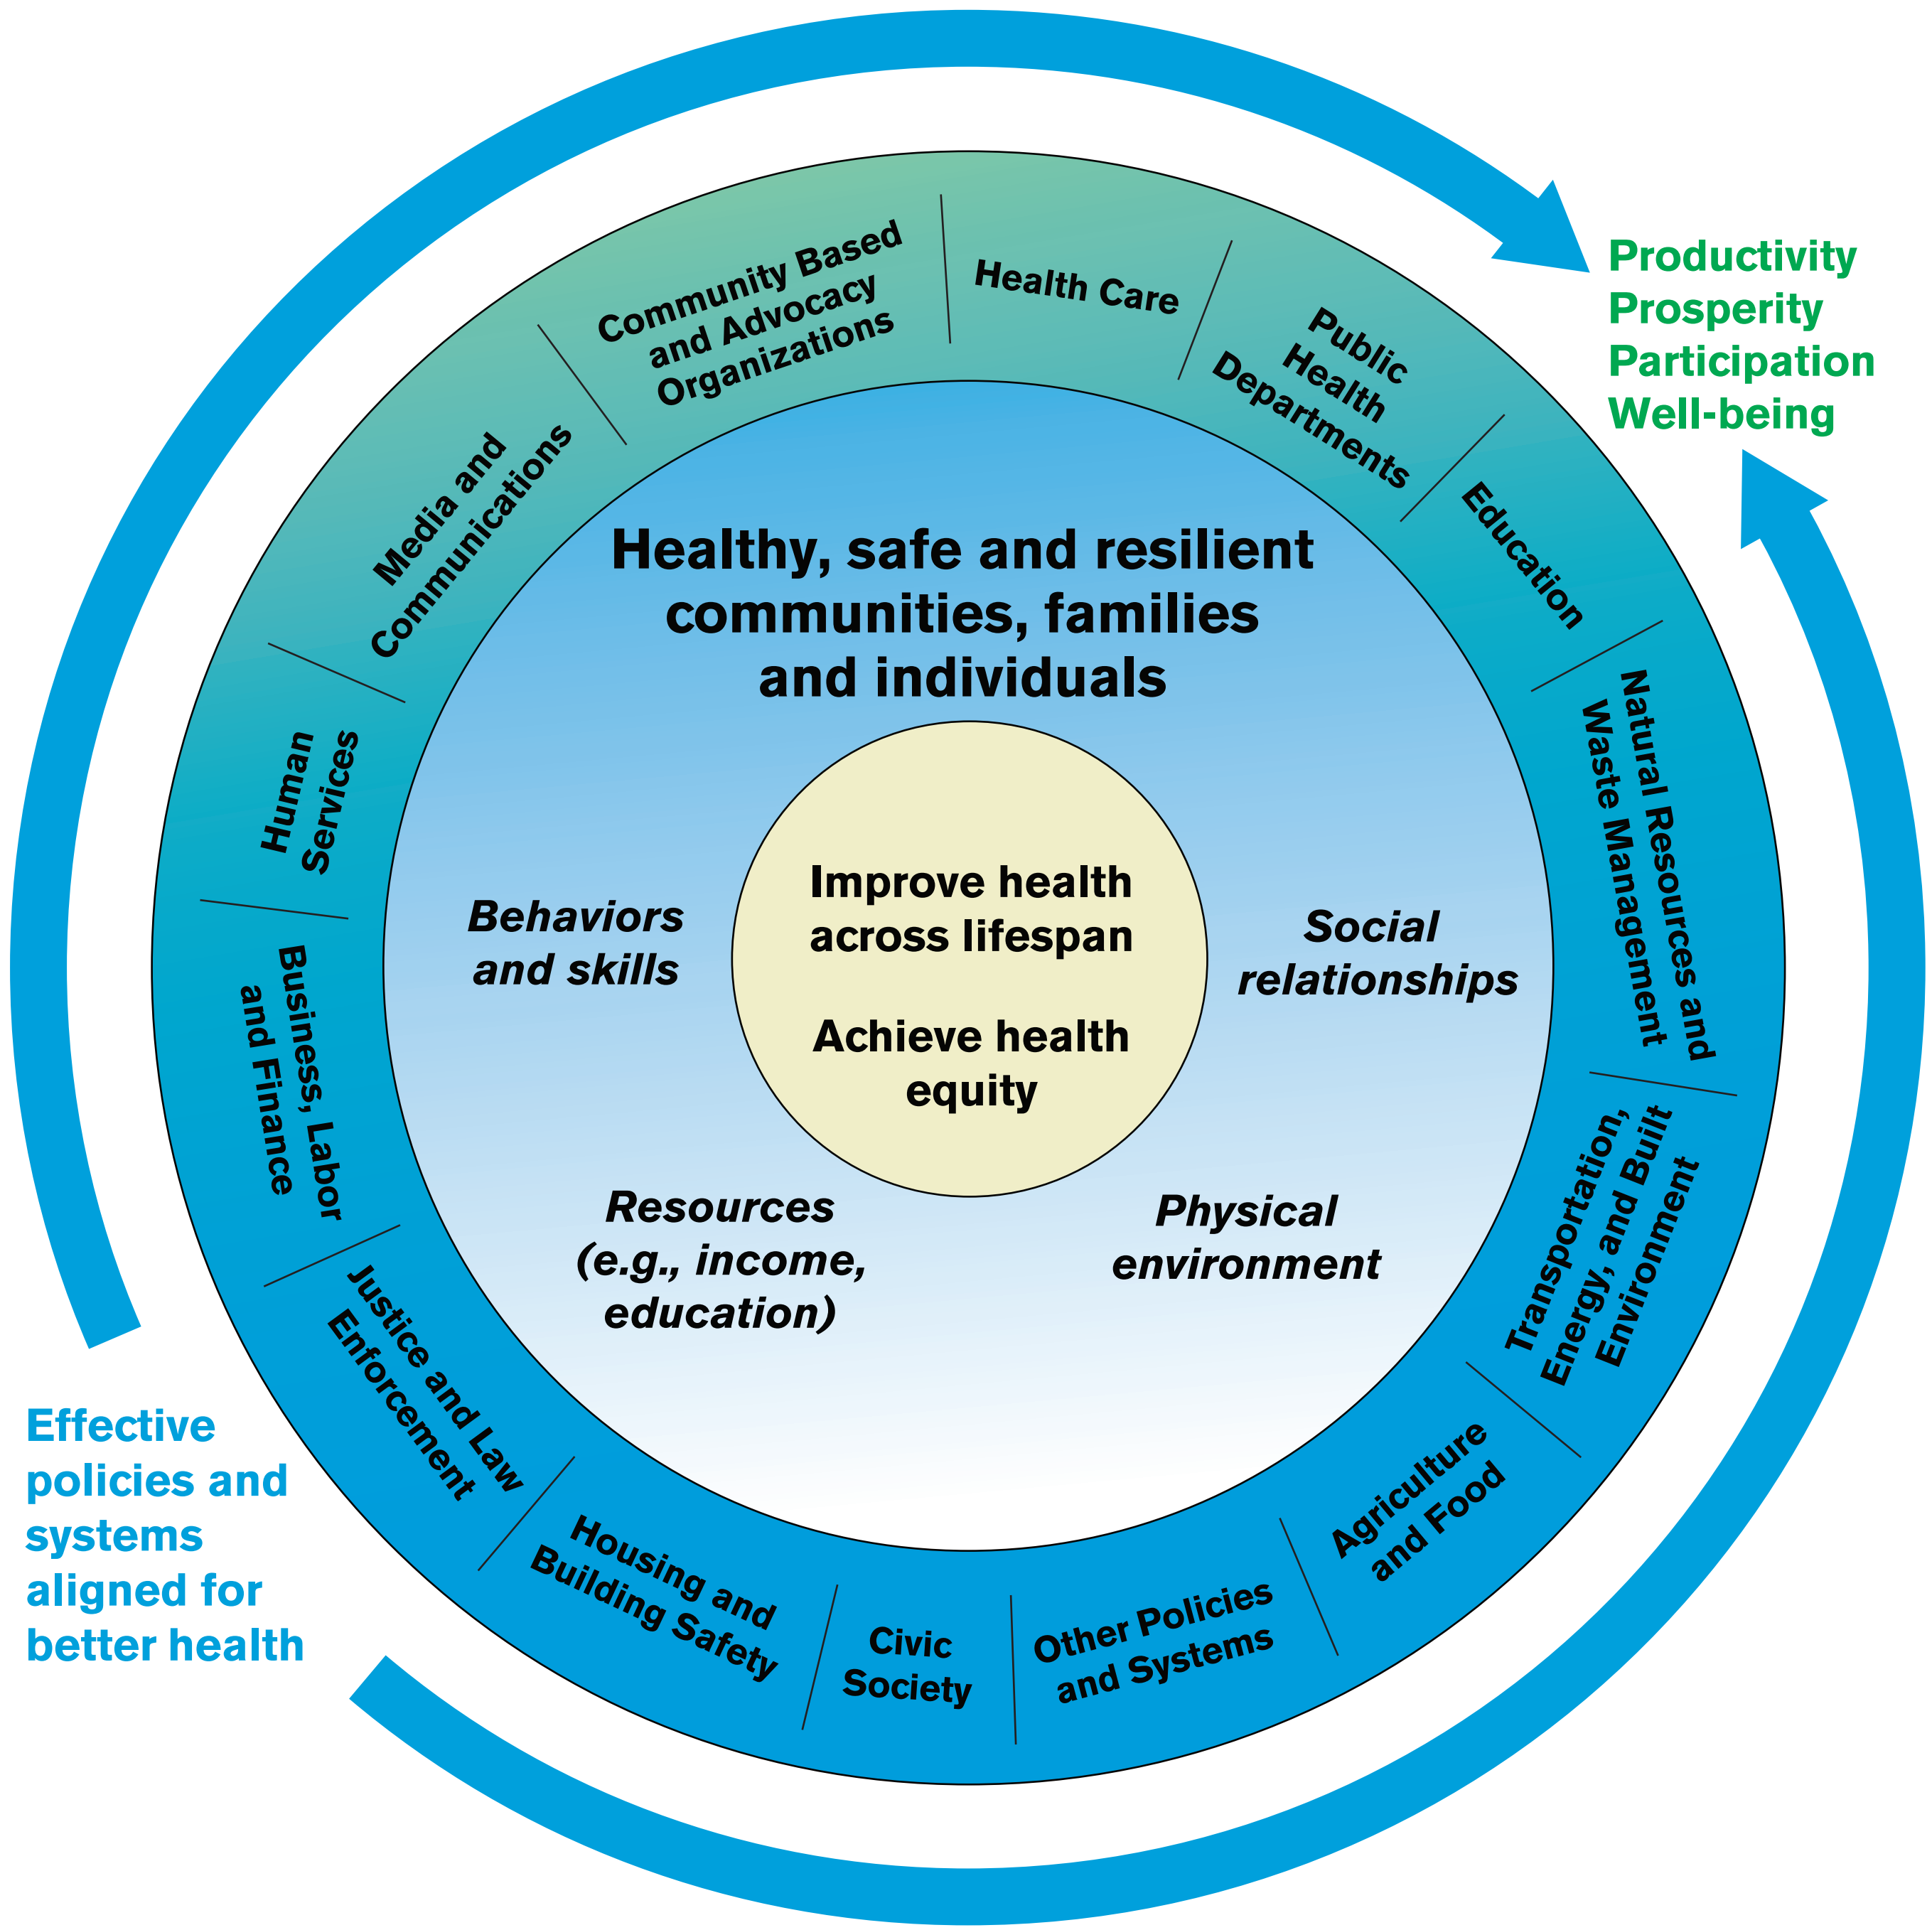 Productivity
Prosperity
Participation
Well-being
Community Based
and Advocacy
Organizations
Health Care
Public
Health
Departments
Education
Natural Resources and
Waste Management
Transportation,
Energy, and Built
Environment
Agriculture
and Food
Other Policies
and Systems
Civic
Society
Housing and
Building Safety
Justice and Law
Enforcement
Business, Labor
and Finance
Human
Services
Media and
Communications
Healthy, safe and resilient
communities, families
and individuals
Behaviors
and skills
Improve health
across lifespan
Achieve health
equity
Social
relationships
Resources
(e.g., income,
education)
Physical
environment
Effective
policies and
systems
aligned for
better health